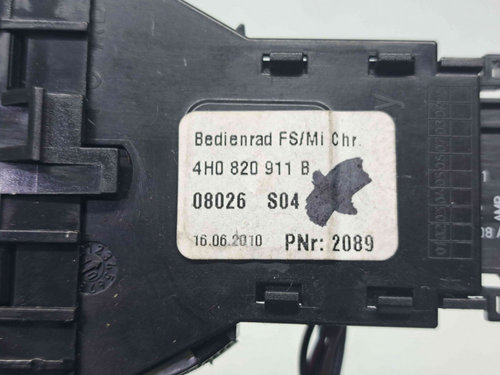 Bedienrad FS/Mi Chr.
4H0 820 911 B
08026 S04
16.06.2010 PNr: 2089